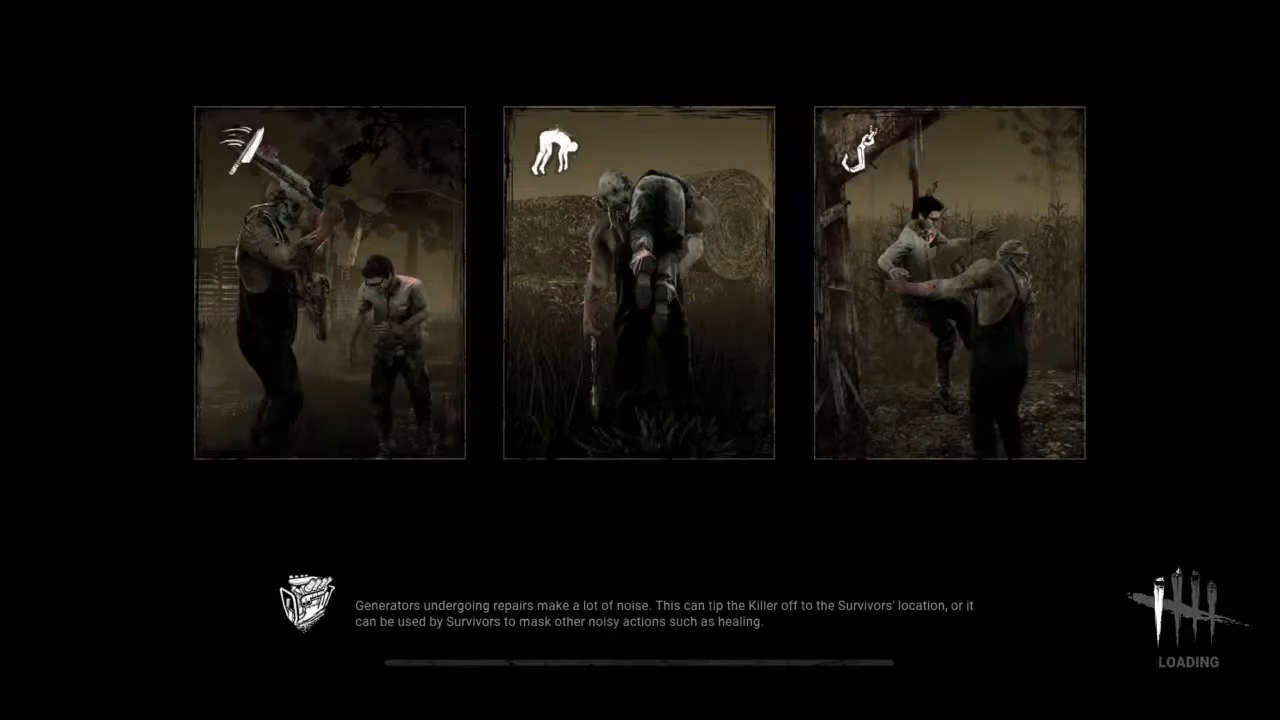 Generators undergoing repairs make a lot of noise. This can tip the Killer off to the Survivors' location, or it
can be used by Survivors to mask other noisy actions such as healing.
LOADING